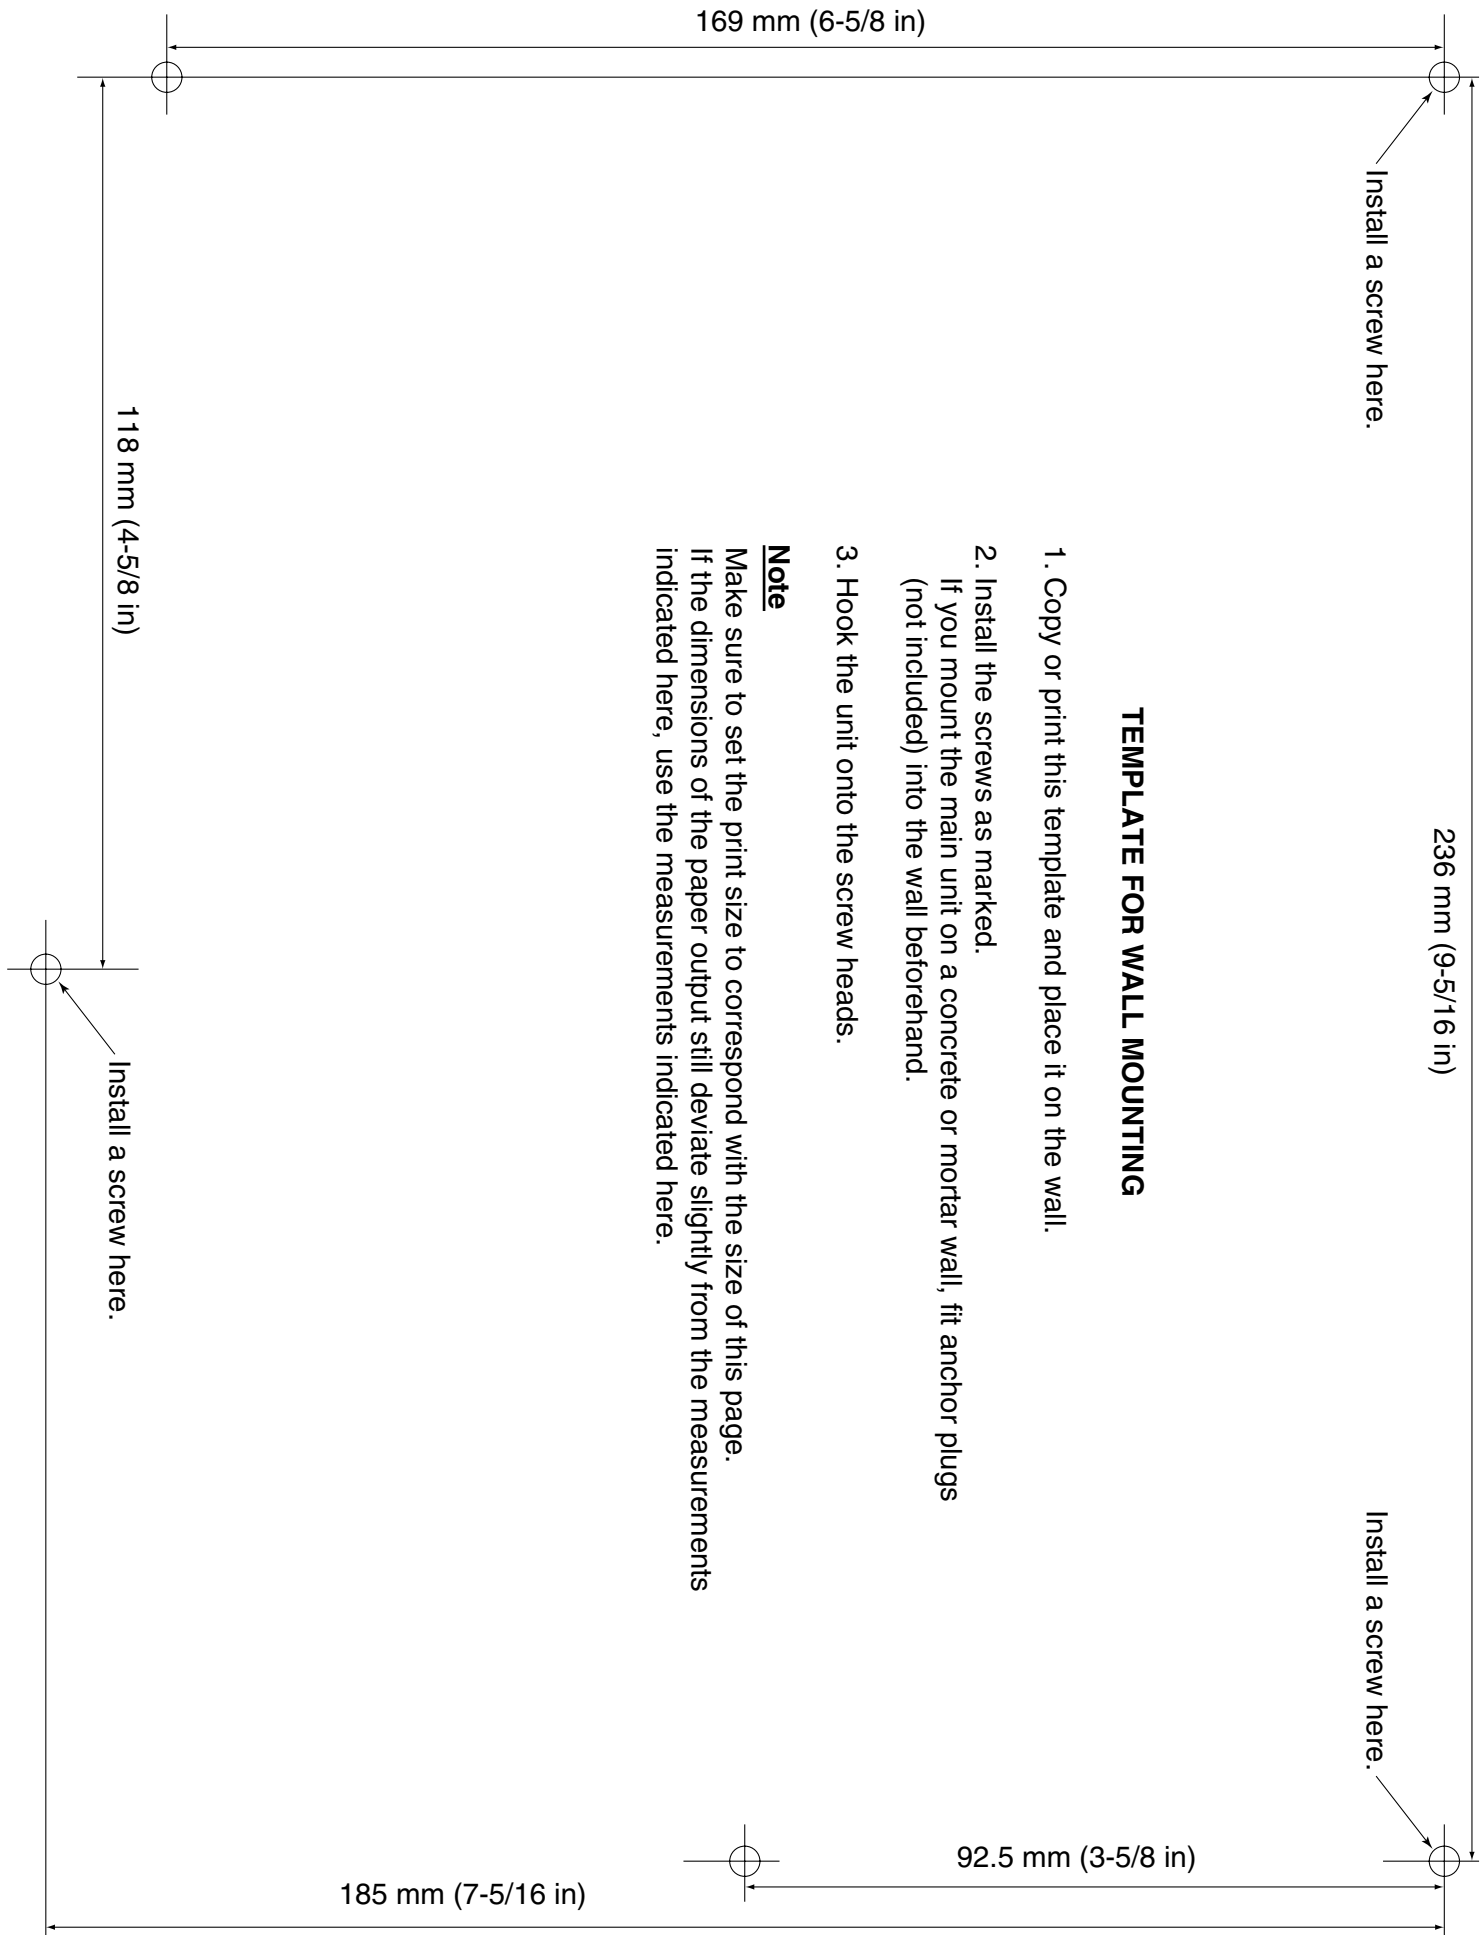 169 mm (6-5/8 in)
236 mm (9-5/16 in)
Install a screw here.
Install a screw here.
TEMPLATE FOR WALL MOUNTING
1. Copy or print this template and place it on the wall.
2. Install the screws as marked.
If you mount the main unit on a concrete or mortar wall, fit anchor plugs
(not included) into the wall beforehand.
3. Hook the unit onto the screw heads.
Note
Make sure to set the print size to correspond with the size of this page.
If the dimensions of the paper output still deviate slightly from the measurements
indicated here, use the measurements indicated here.
118 mm (4-5/8 in)
Install a screw here.
92.5 mm (3-5/8 in)
185 mm (7-5/16 in)